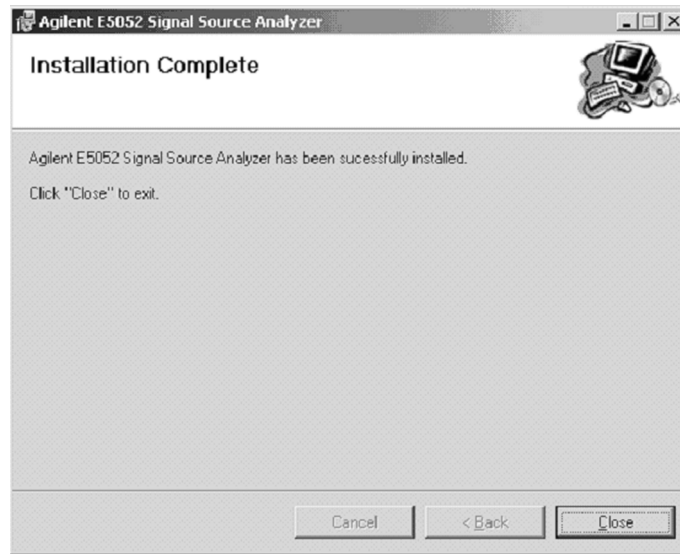 Agilent E5052 Signal Source Analyzer
Installation Complete
Agilent E5052 Signal Source Analyzer has been sucessfully installed.
Click "Close" to exit.
Cancel
< Back
Close